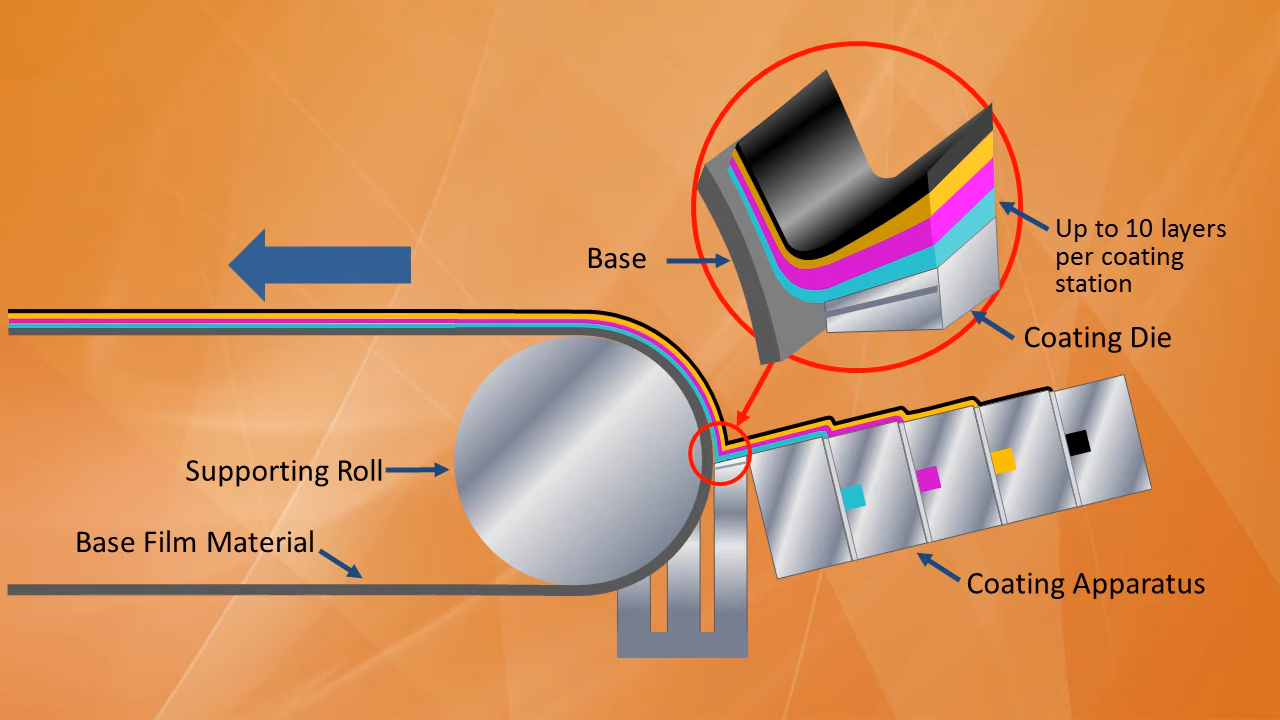 Up to 10 layers
per coating
station
Base
Coating Die
Supporting Roll
Base Film Material
Coating Apparatus